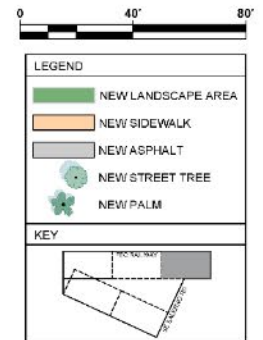 0 40' 80'
LEGEND
NEW LANDSCAPE AREA
NEW SIDEWALK
NEW ASPHALT
NEW STREET TREE
NEW PALM
KEY